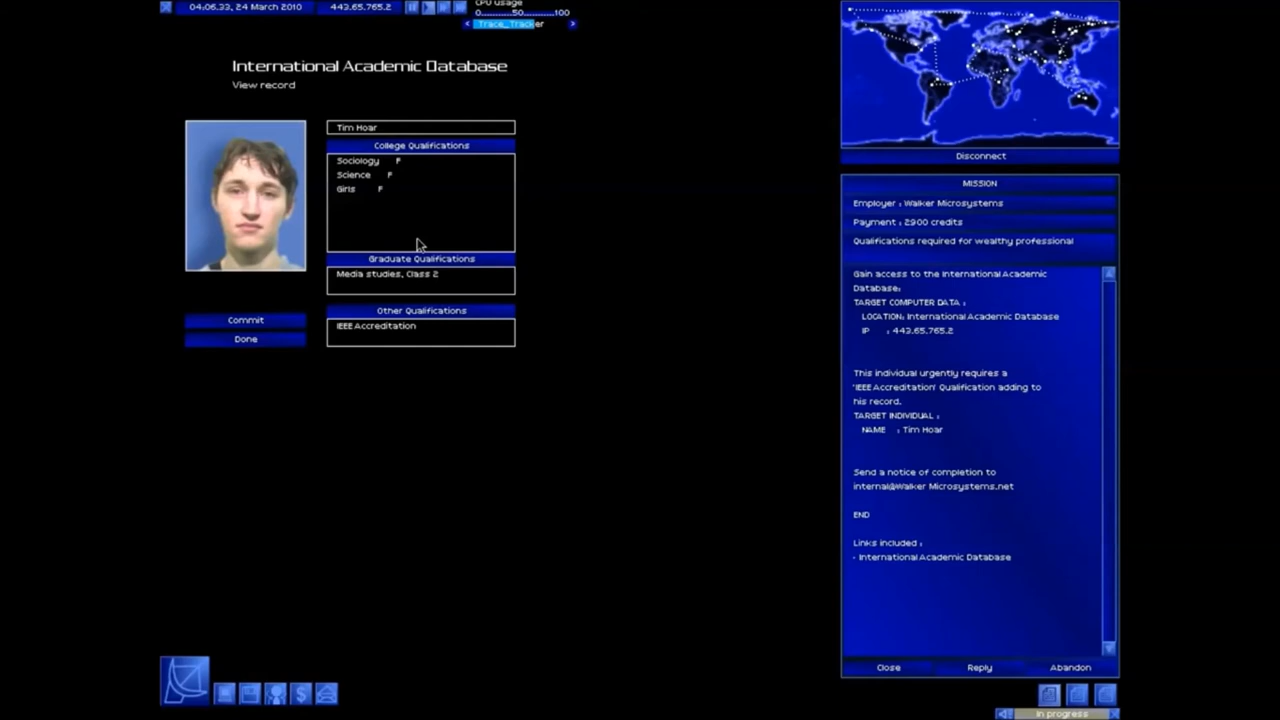 04:06.33, 24 March 2010
443.65.765.2
CPU usage
0.........50.........100
Trace_Tracker
International Academic Database
View record
Tim Hoar
College Qualifications
Sociology F
Science F
Girls F
Graduate Qualifications
Media studies, Class 2
Other Qualifications
IEEE Accreditation
Commit
Done
Disconnect
MISSION
Employer : Walker Microsystems
Payment : 2900 credits
Qualifications required for wealthy professional
Gain access to the International Academic
Database:
TARGET COMPUTER DATA :
LOCATION: International Academic Database
IP : 443.65.765.2
This individual urgently requires a
'IEEE Accreditation' Qualification adding to
his record.
TARGET INDIVIDUAL :
NAME : Tim Hoar
Send a notice of completion to
internal@Walker Microsystems.net
END
Links included :
- International Academic Database
Close
Reply
Abandon
In progress